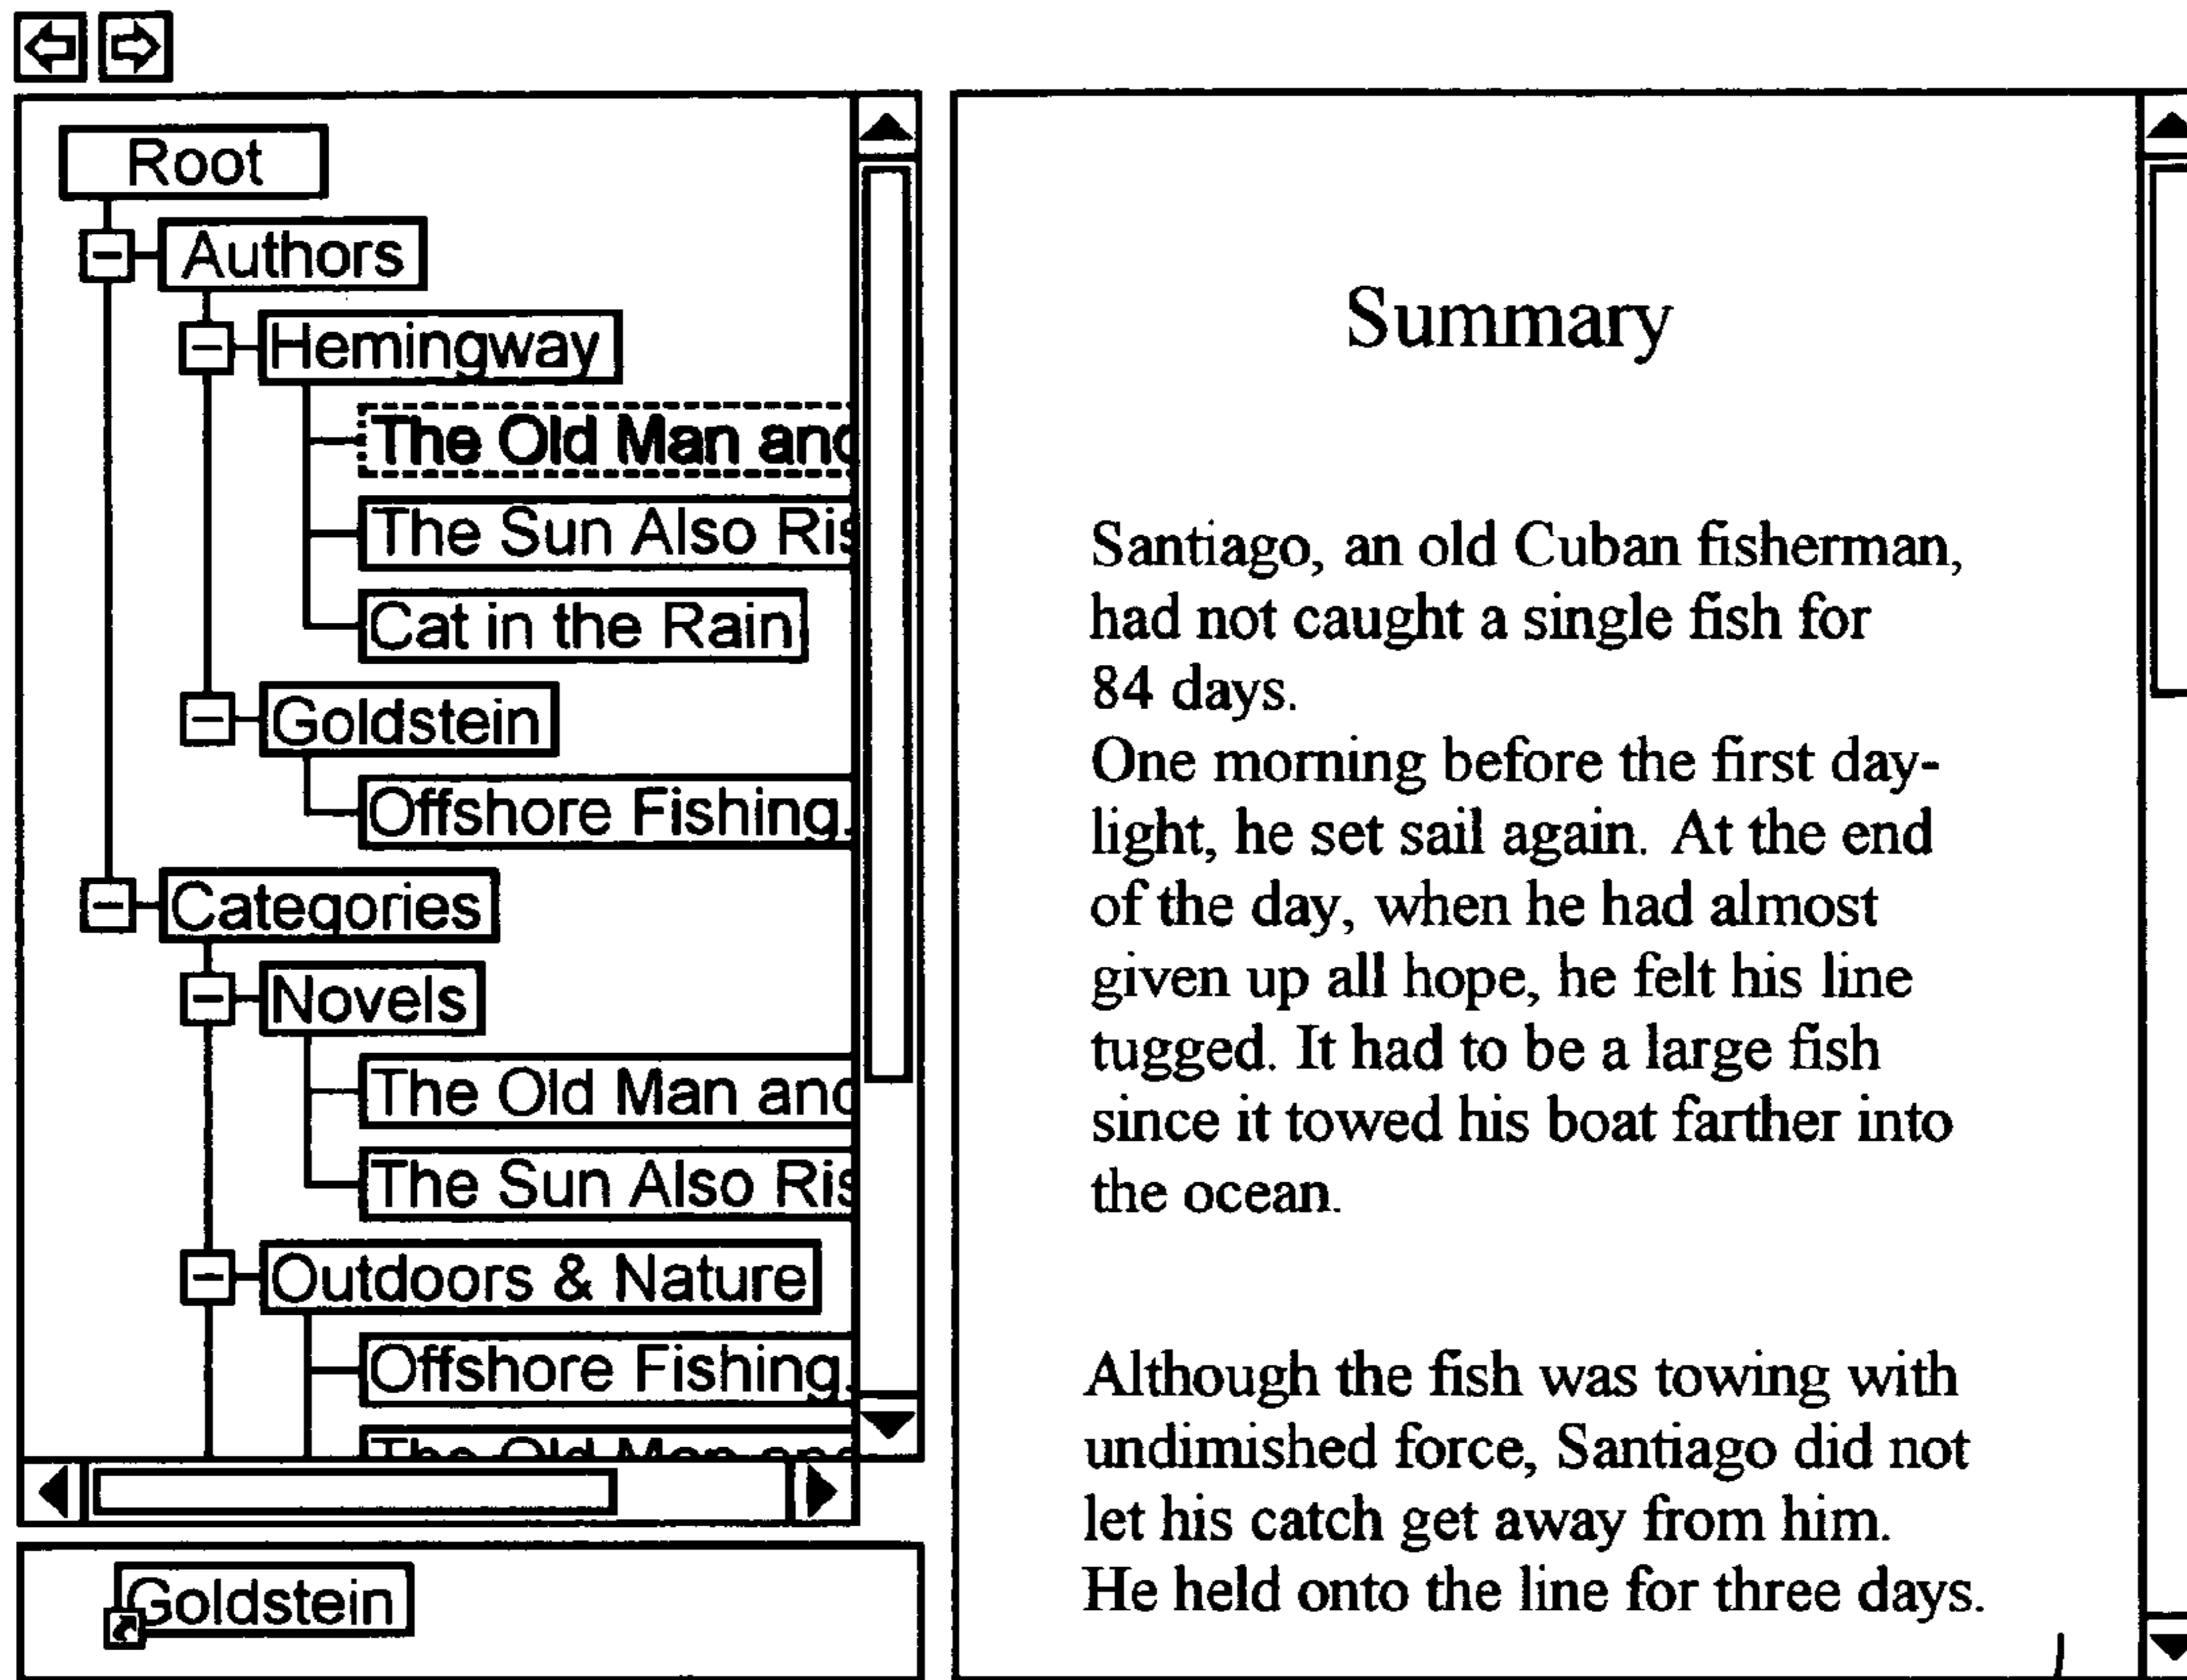 Root
Authors
Hemingway
The Old Man and
The Sun Also Ris
Cat in the Rain
Goldstein
Offshore Fishing.
Categories
Novels
The Old Man and
The Sun Also Ris
Outdoors & Nature
Offshore Fishing.
The Old Man and
Goldstein
Summary
Santiago, an old Cuban fisherman,
had not caught a single fish for
84 days.
One morning before the first day-
light, he set sail again. At the end
of the day, when he had almost
given up all hope, he felt his line
tugged. It had to be a large fish
since it towed his boat farther into
the ocean.
Although the fish was towing with
undimished force, Santiago did not
let his catch get away from him.
He held onto the line for three days.